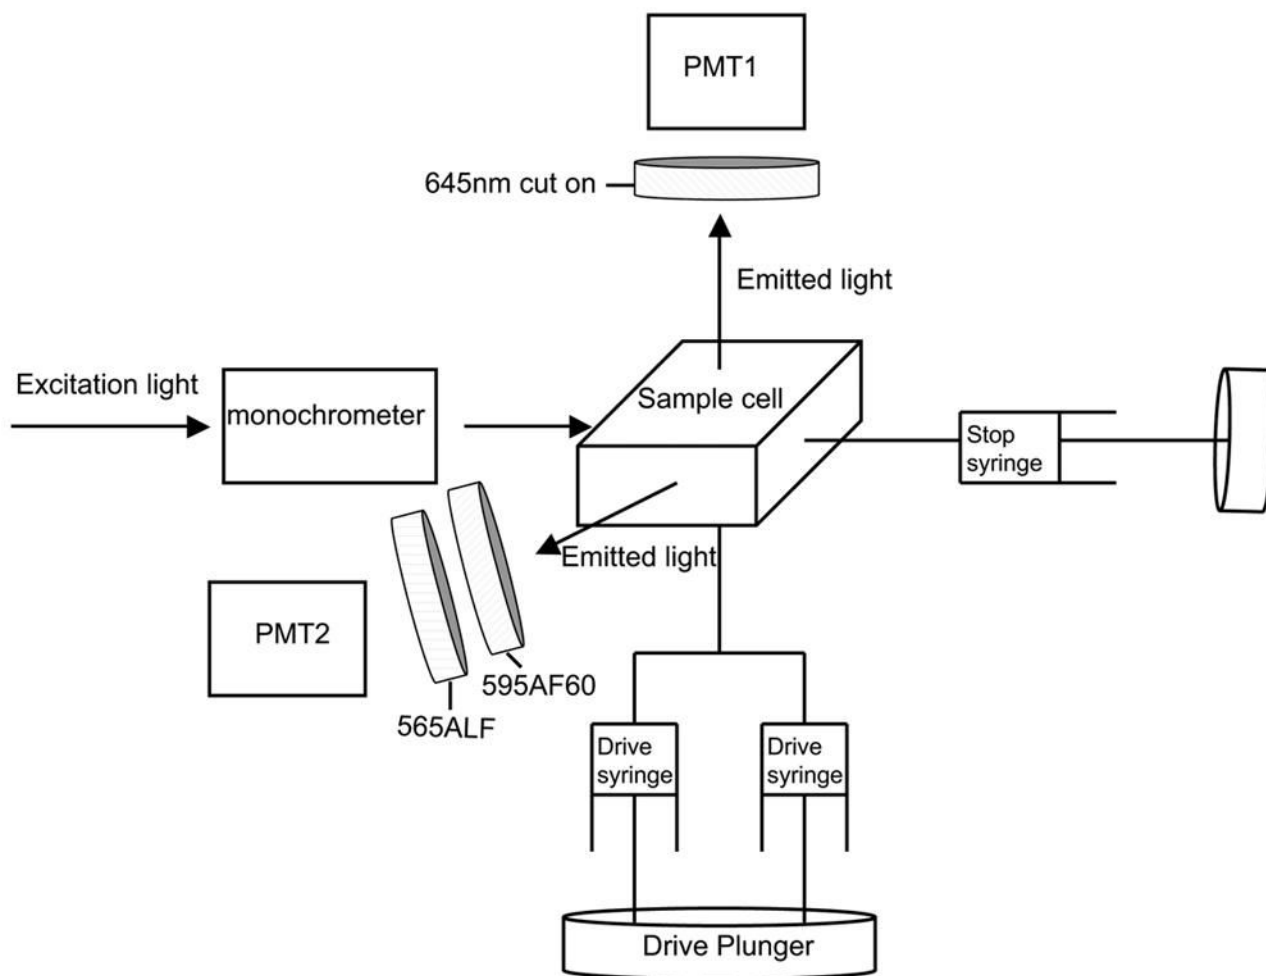 PMT1
645nm cut on
Emitted light
Excitation light
monochrometer
Sample cell
Stop
syringe
Emitted light
PMT2
595AF60
565ALF
Drive
syringe
Drive
syringe
Drive Plunger